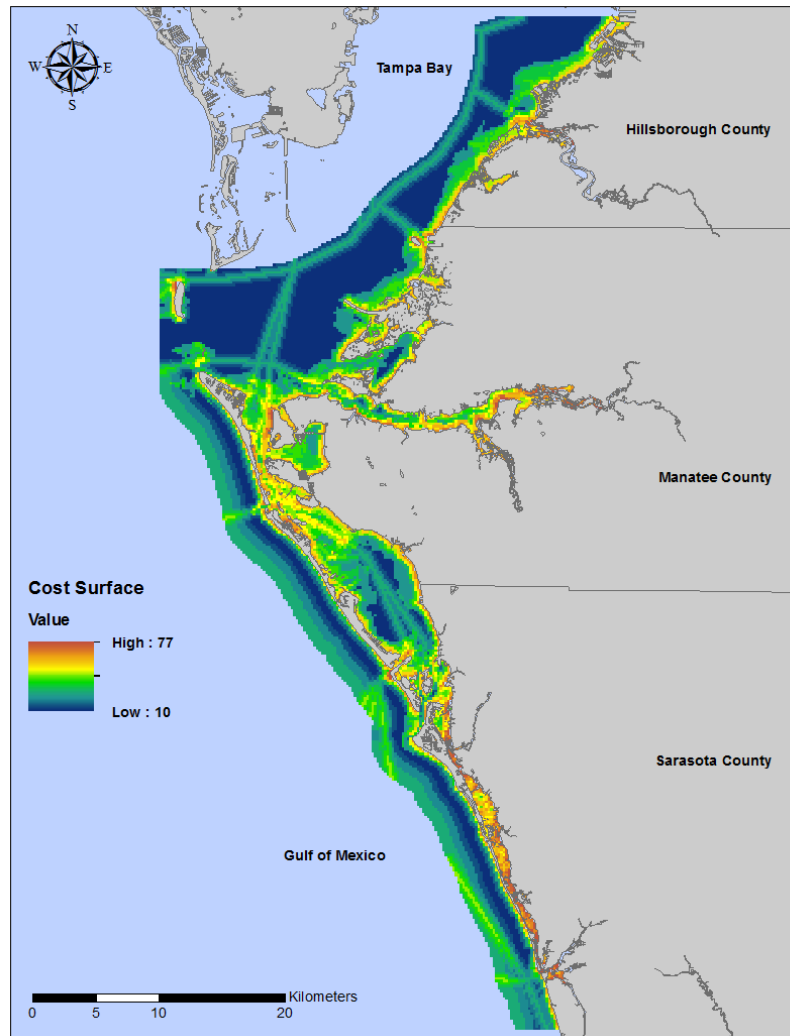 N
W E
S
Tampa Bay
Hillsborough County
Manatee County
Cost Surface
Value
High : 77
Low : 10
Sarasota County
Gulf of Mexico
Kilometers
0 5 10 20